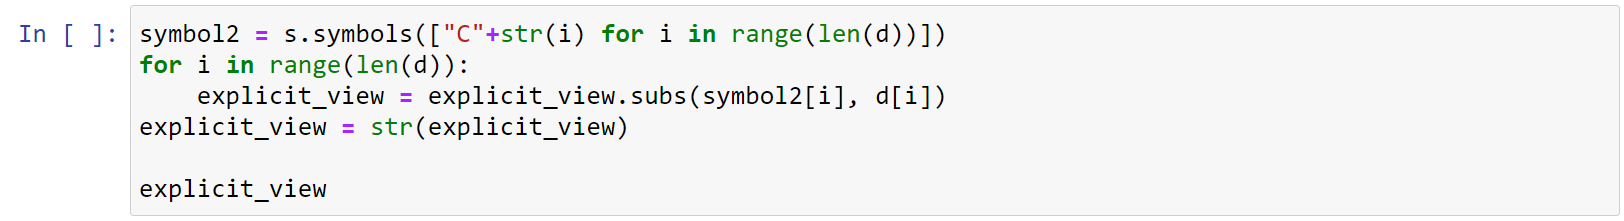 In [ ]: symbol2 = s.symbols(["C"+str(i) for i in range(len(d))])
for i in range(len(d)):
    explicit_view = explicit_view.subs(symbol2[i], d[i])
explicit_view = str(explicit_view)

explicit_view